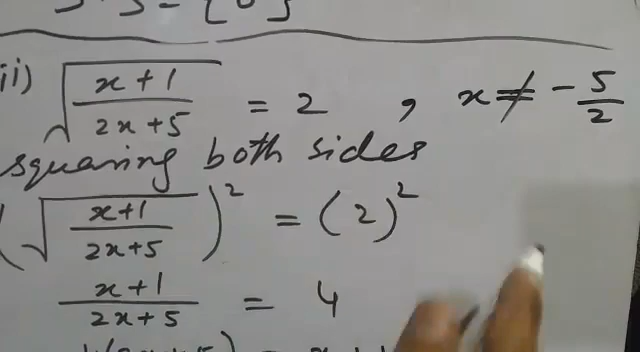 ii) √((x+1)/(2x+5)) = 2 , x ≠ -5/2
squaring both sides
(√((x+1)/(2x+5)))² = (2)²
(x+1)/(2x+5) = 4